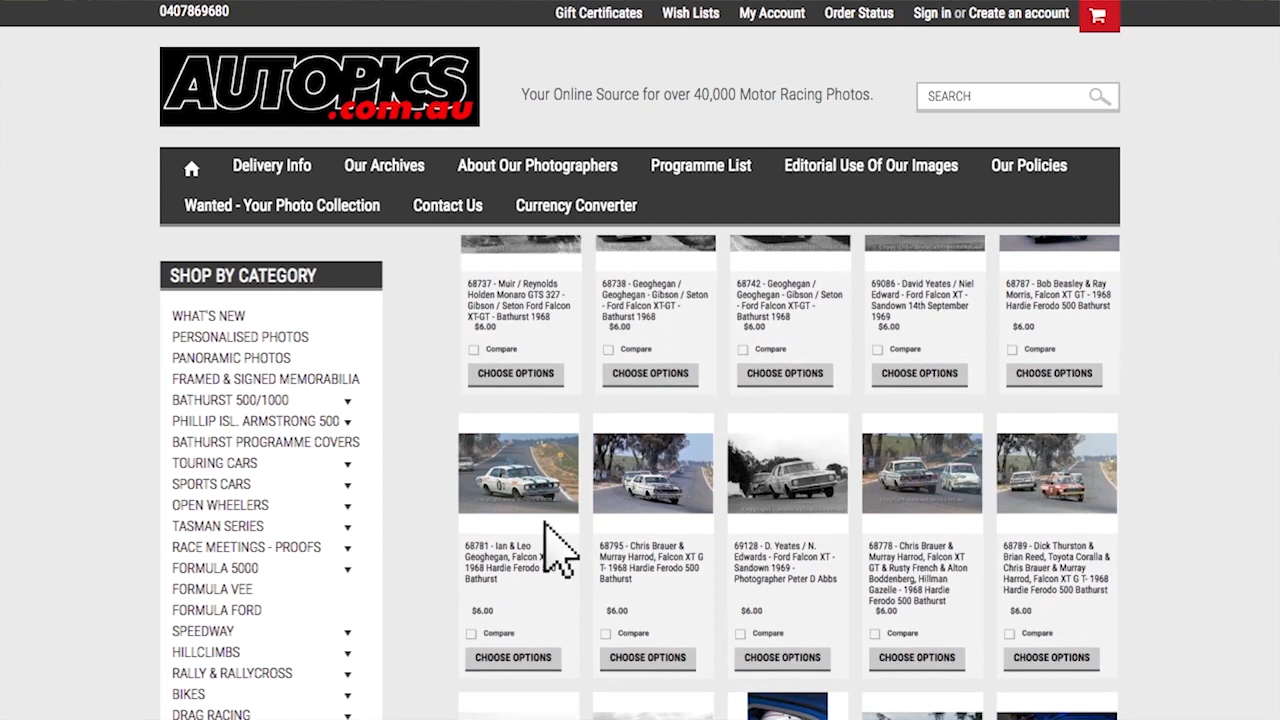 0407869680
Gift Certificates Wish Lists My Account Order Status Sign in or Create an account
AUTOPICS
.com.au
Your Online Source for over 40,000 Motor Racing Photos.
SEARCH
Delivery Info Our Archives About Our Photographers Programme List Editorial Use Of Our Images Our Policies
Wanted - Your Photo Collection Contact Us Currency Converter
SHOP BY CATEGORY
WHAT'S NEW
PERSONALISED PHOTOS
PANORAMIC PHOTOS
FRAMED & SIGNED MEMORABILIA
BATHURST 500/1000
PHILLIP ISL. ARMSTRONG 500
BATHURST PROGRAMME COVERS
TOURING CARS
SPORTS CARS
OPEN WHEELERS
TASMAN SERIES
RACE MEETINGS - PROOFS
FORMULA 5000
FORMULA VEE
FORMULA FORD
SPEEDWAY
HILLCLIMBS
RALLY & RALLYCROSS
BIKES
DRAG RACING
68737 - Muir / Reynolds
Holden Monaro GTS 327 -
Gibson / Seton Ford Falcon
XT-GT - Bathurst 1968
$6.00
Compare
CHOOSE OPTIONS
68738 - Geoghegan /
Geoghegan - Gibson / Seton
- Ford Falcon XT-GT -
Bathurst 1968
$6.00
Compare
CHOOSE OPTIONS
68742 - Geoghegan /
Geoghegan - Gibson / Seton
- Ford Falcon XT-GT -
Bathurst 1968
$6.00
Compare
CHOOSE OPTIONS
69086 - David Yeates / Niel
Edward - Ford Falcon XT -
Sandown 14th September
1969
$6.00
Compare
CHOOSE OPTIONS
68787 - Bob Beasley & Ray
Morris, Falcon XT GT - 1968
Hardie Ferodo 500 Bathurst
$6.00
Compare
CHOOSE OPTIONS
68781 - Ian & Leo
Geoghegan, Falcon X
1968 Hardie Ferodo
Bathurst
$6.00
Compare
CHOOSE OPTIONS
68795 - Chris Brauer &
Murray Harrod, Falcon XT G
T- 1968 Hardie Ferodo 500
Bathurst
$6.00
Compare
CHOOSE OPTIONS
69128 - D. Yeates / N.
Edwards - Ford Falcon XT -
Sandown 1969 -
Photographer Peter D Abbs
$6.00
Compare
CHOOSE OPTIONS
68778 - Chris Brauer &
Murray Harrod, Falcon XT
GT & Rusty French & Alton
Boddenberg, Hillman
Gazelle - 1968 Hardie
Ferodo 500 Bathurst
$6.00
Compare
CHOOSE OPTIONS
68789 - Dick Thurston &
Brian Reed, Toyota Coralla &
Chris Brauer & Murray
Harrod, Falcon XT G T- 1968
Hardie Ferodo 500 Bathurst
$6.00
Compare
CHOOSE OPTIONS